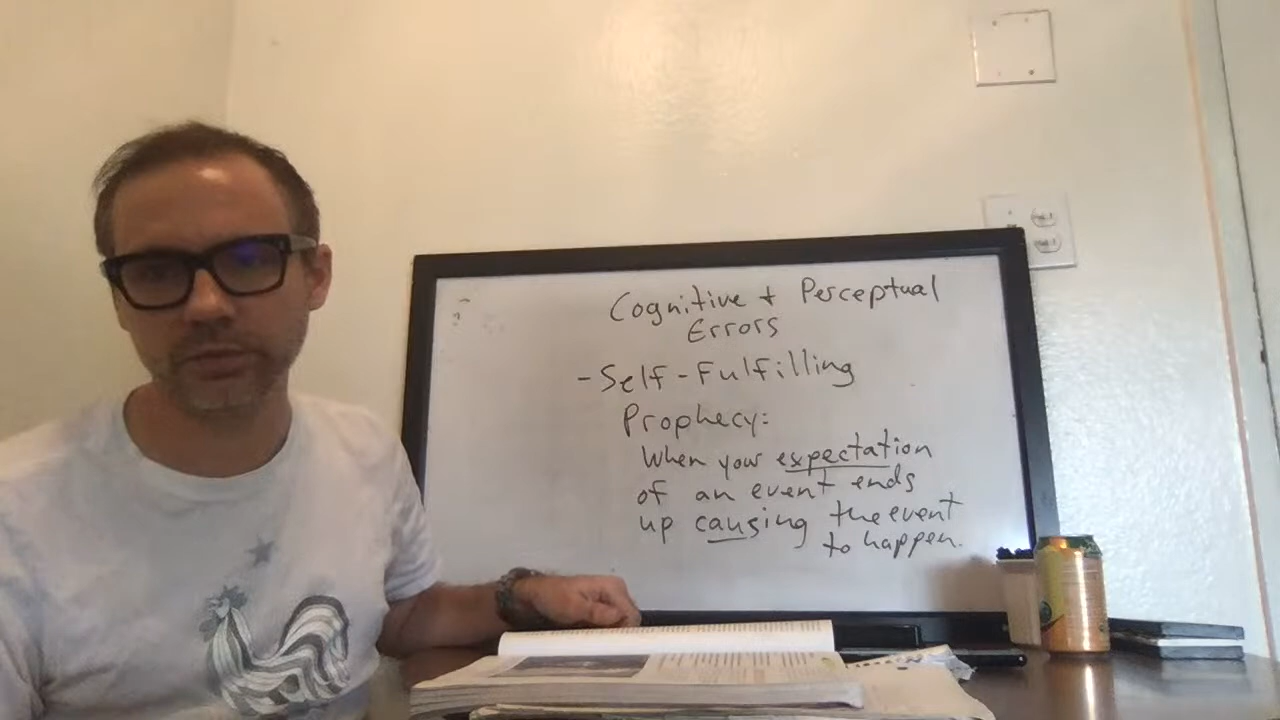 Cognitive + Perceptual
Errors
- Self-Fulfilling
Prophecy:
When your expectation
of an event ends
up causing the event
to happen.